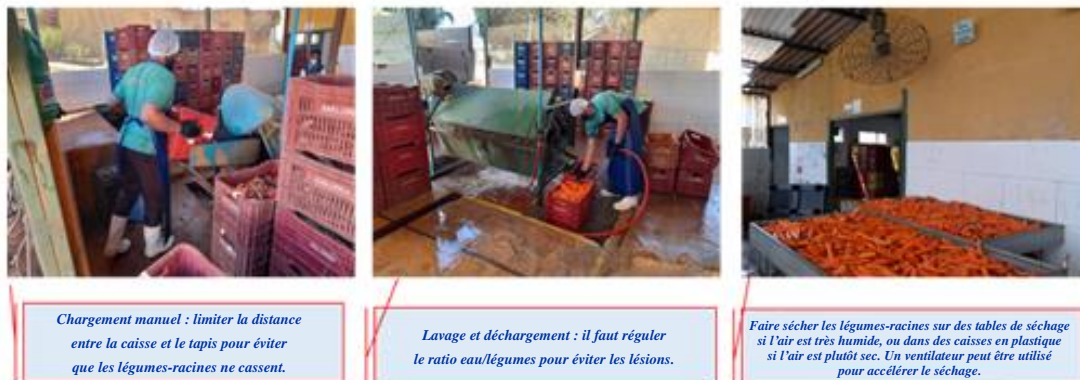 Chargement manuel : limiter la distance
entre la caisse et le tapis pour éviter
que les légumes-racines ne cassent.
Lavage et déchargement : il faut réguler
le ratio eau/légumes pour éviter les lésions.
Faire sécher les légumes-racines sur des tables de séchage
si l'air est très humide, ou dans des caisses en plastique
si l'air est plutôt sec. Un ventilateur peut être utilisé
pour accélérer le séchage.